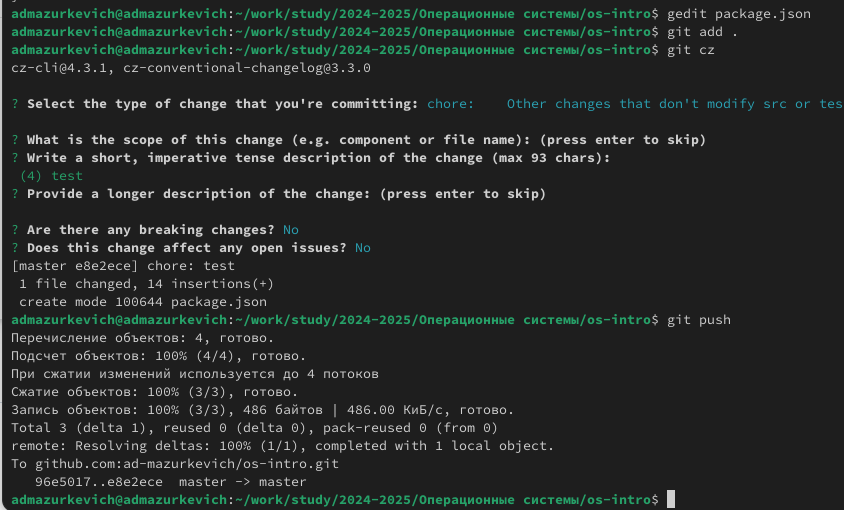 admazurkevich@admazurkevich:~/work/study/2024-2025/Операционные системы/os-intro$ gedit package.json
admazurkevich@admazurkevich:~/work/study/2024-2025/Операционные системы/os-intro$ git add .
admazurkevich@admazurkevich:~/work/study/2024-2025/Операционные системы/os-intro$ git cz
cz-cli@4.3.1, cz-conventional-changelog@3.3.0
? Select the type of change that you're committing: chore:    Other changes that don't modify src or tes
? What is the scope of this change (e.g. component or file name): (press enter to skip)
? Write a short, imperative tense description of the change (max 93 chars):
(4) test
? Provide a longer description of the change: (press enter to skip)
? Are there any breaking changes? No
? Does this change affect any open issues? No
[master e8e2ece] chore: test
1 file changed, 14 insertions(+)
create mode 100644 package.json
admazurkevich@admazurkevich:~/work/study/2024-2025/Операционные системы/os-intro$ git push
Перечисление объектов: 4, готово.
Подсчет объектов: 100% (4/4), готово.
При сжатии изменений используется до 4 потоков
Сжатие объектов: 100% (3/3), готово.
Запись объектов: 100% (3/3), 486 байтов | 486.00 КиБ/с, готово.
Total 3 (delta 1), reused 0 (delta 0), pack-reused 0 (from 0)
remote: Resolving deltas: 100% (1/1), completed with 1 local object.
To github.com:ad-mazurkevich/os-intro.git
96e5017..e8e2ece  master -> master
admazurkevich@admazurkevich:~/work/study/2024-2025/Операционные системы/os-intro$